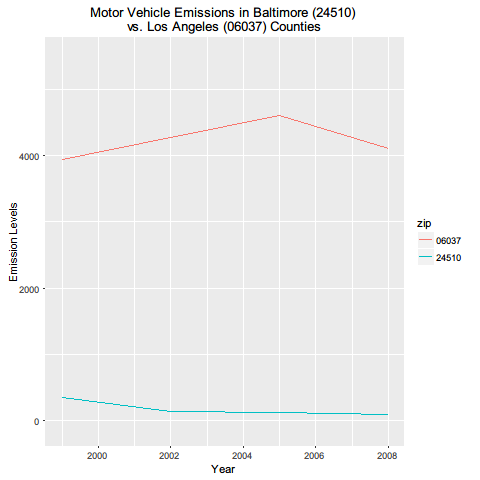 Motor Vehicle Emissions in Baltimore (24510)
vs. Los Angeles (06037) Counties
Emission Levels
4000
2000
0
2000
2002
2004
2006
2008
Year
zip
06037
24510